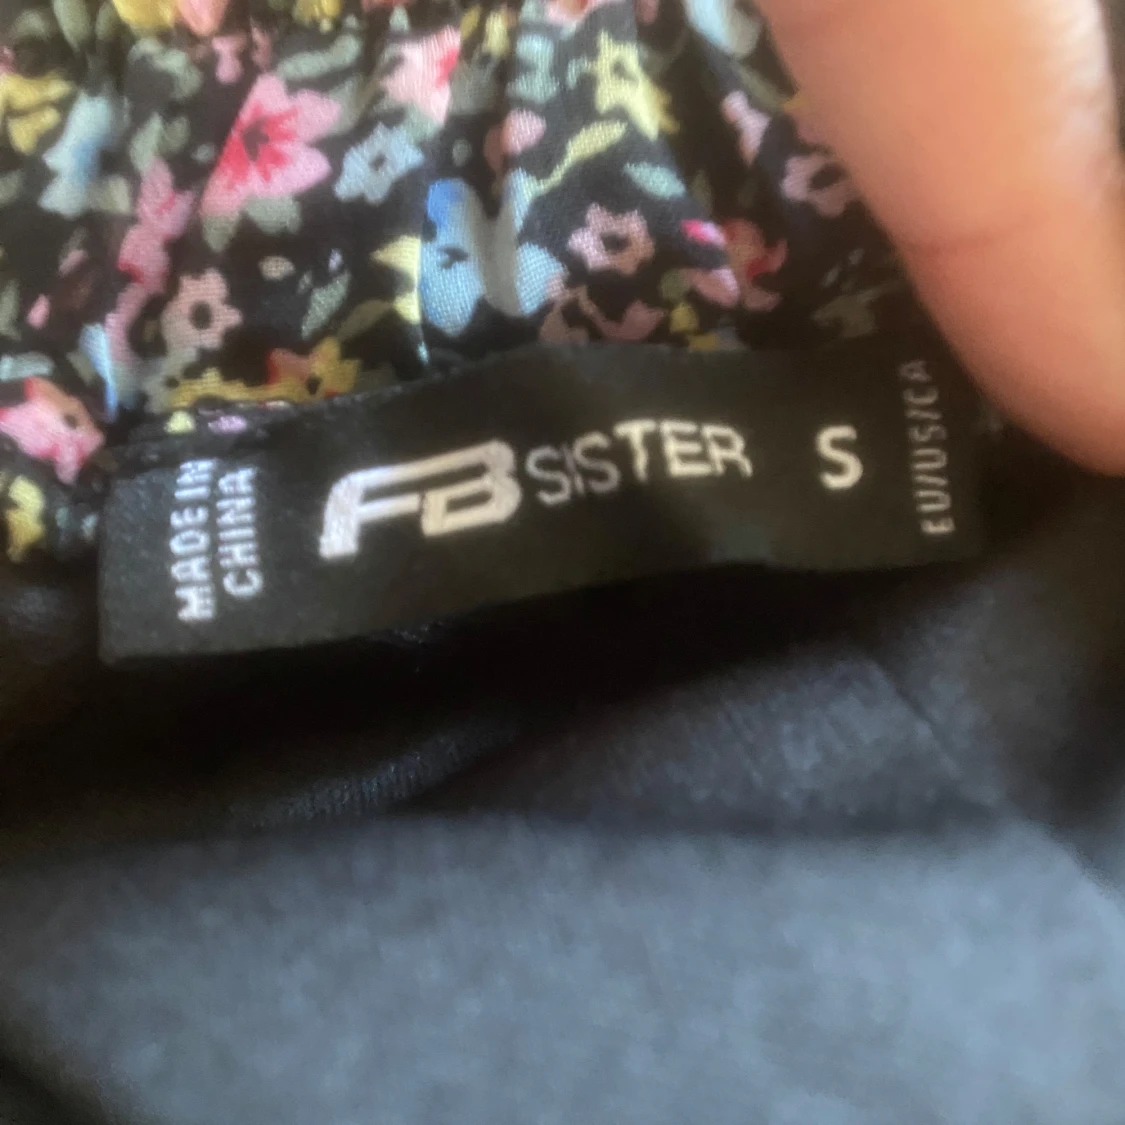 MADE IN
CHINA
FB SISTER
S
EU/US/CA